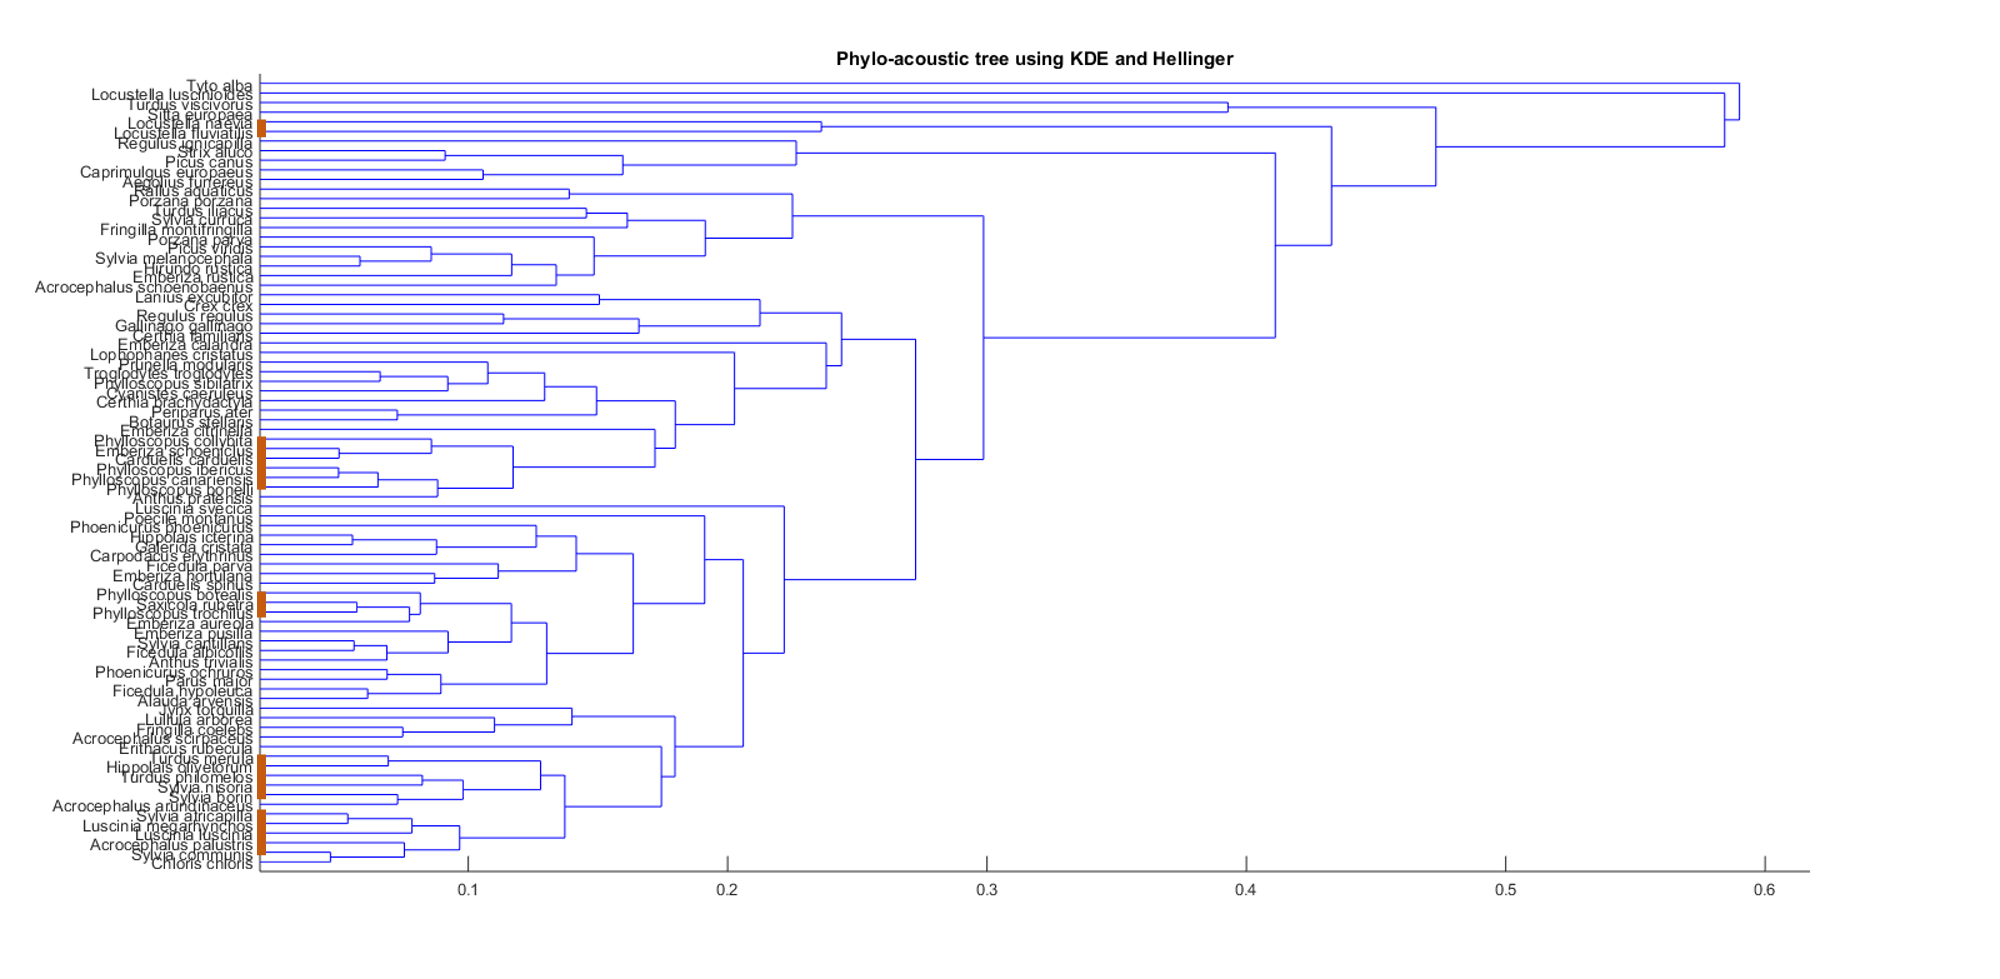 Phylo-acoustic tree using KDE and Hellinger
Tyto alba
Locustella luscinioides
Turdus viscivorus
Sitta europaea
Locustella naevia
Locustella fluviatilis
Regulus ignicapilla
Strix aluco
Picus canus
Caprimulgus europaeus
Aegolius funereus
Rallus aquaticus
Porzana porzana
Turdus iliacus
Sylvia curruca
Fringilla montifringilla
Porzana parva
Picus viridis
Sylvia melanocephala
Hirundo rustica
Emberiza rustica
Acrocephalus schoenobaenus
Lanius excubitor
Crex crex
Regulus regulus
Gallinago gallinago
Certhia familiaris
Emberiza calandra
Lophophanes cristatus
Prunella modularis
Troglodytes troglodytes
Phylloscopus sibilatrix
Cyanistes caeruleus
Certhia brachydactyla
Periparus ater
Botaurus stellaris
Emberiza citrinella
Phylloscopus collybita
Emberiza schoeniclus
Carduelis carduelis
Phylloscopus ibericus
Phylloscopus canariensis
Phylloscopus bonelli
Anthus pratensis
Luscinia svecica
Poecile montanus
Phoenicurus phoenicurus
Hippolais icterina
Galerida cristata
Carpodacus erythrinus
Ficedula parva
Emberiza hortulana
Carduelis spinus
Phylloscopus borealis
Saxicola rubetra
Phylloscopus trochilus
Emberiza aureola
Emberiza pusilla
Sylvia cantillans
Ficedula albicollis
Anthus trivialis
Phoenicurus ochruros
Parus major
Ficedula hypoleuca
Alauda arvensis
Jynx torquilla
Lullula arborea
Fringilla coelebs
Acrocephalus scirpaceus
Erithacus rubecula
Turdus merula
Hippolais olivetorum
Turdus philomelos
Sylvia nisoria
Sylvia borin
Acrocephalus arundinaceus
Sylvia atricapilla
Luscinia megarhynchos
Luscinia luscinia
Acrocephalus palustris
Sylvia communis
Chloris chloris
0.1 0.2 0.3 0.4 0.5 0.6